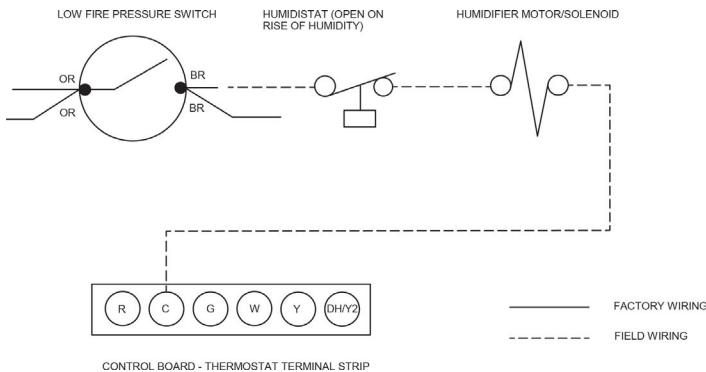 LOW FIRE PRESSURE SWITCH
HUMIDISTAT (OPEN ON
RISE OF HUMIDITY)
HUMIDIFIER MOTOR/SOLENOID
OR
BR
OR
BR
R
C
G
W
Y
DH/Y2
FACTORY WIRING
FIELD WIRING
CONTROL BOARD - THERMOSTAT TERMINAL STRIP